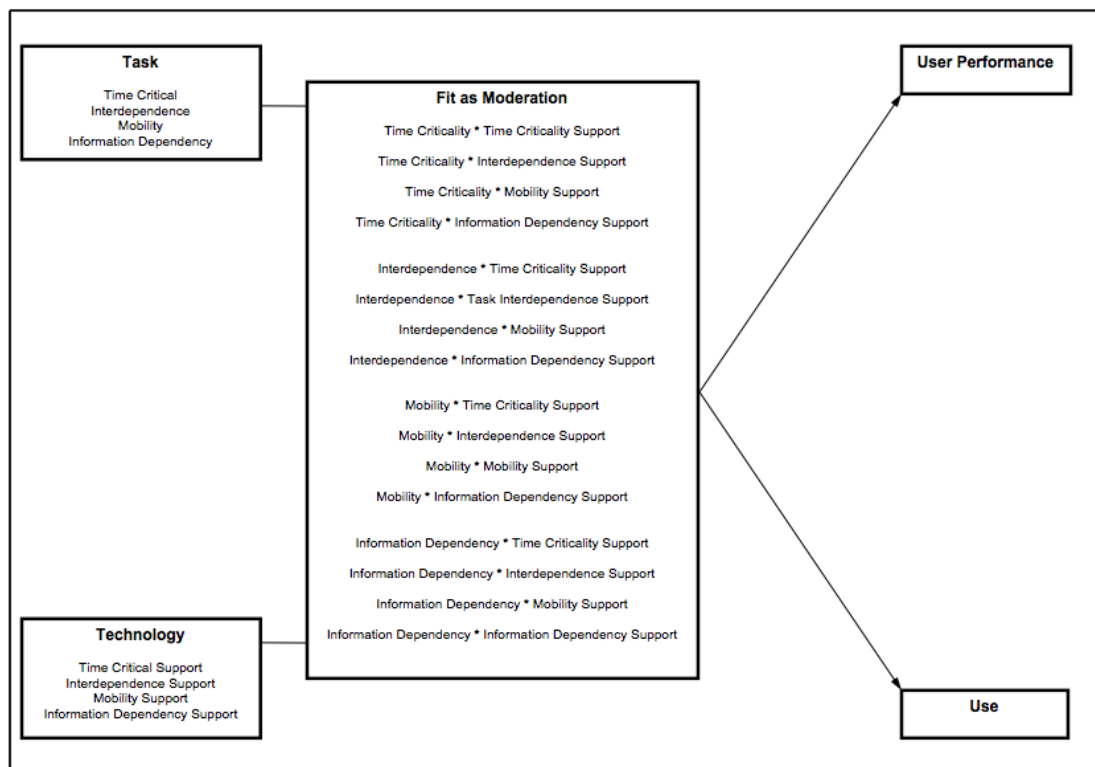 Task
Time Critical
Interdependence
Mobility
Information Dependency
Fit as Moderation
Time Criticality * Time Criticality Support
Time Criticality * Interdependence Support
Time Criticality * Mobility Support
Time Criticality * Information Dependency Support
Interdependence * Time Criticality Support
Interdependence * Task Interdependence Support
Interdependence * Mobility Support
Interdependence * Information Dependency Support
Mobility * Time Criticality Support
Mobility * Interdependence Support
Mobility * Mobility Support
Mobility * Information Dependency Support
Information Dependency * Time Criticality Support
Information Dependency * Interdependence Support
Information Dependency * Mobility Support
Information Dependency * Information Dependency Support
Technology
Time Critical Support
Interdependence Support
Mobility Support
Information Dependency Support
User Performance
Use